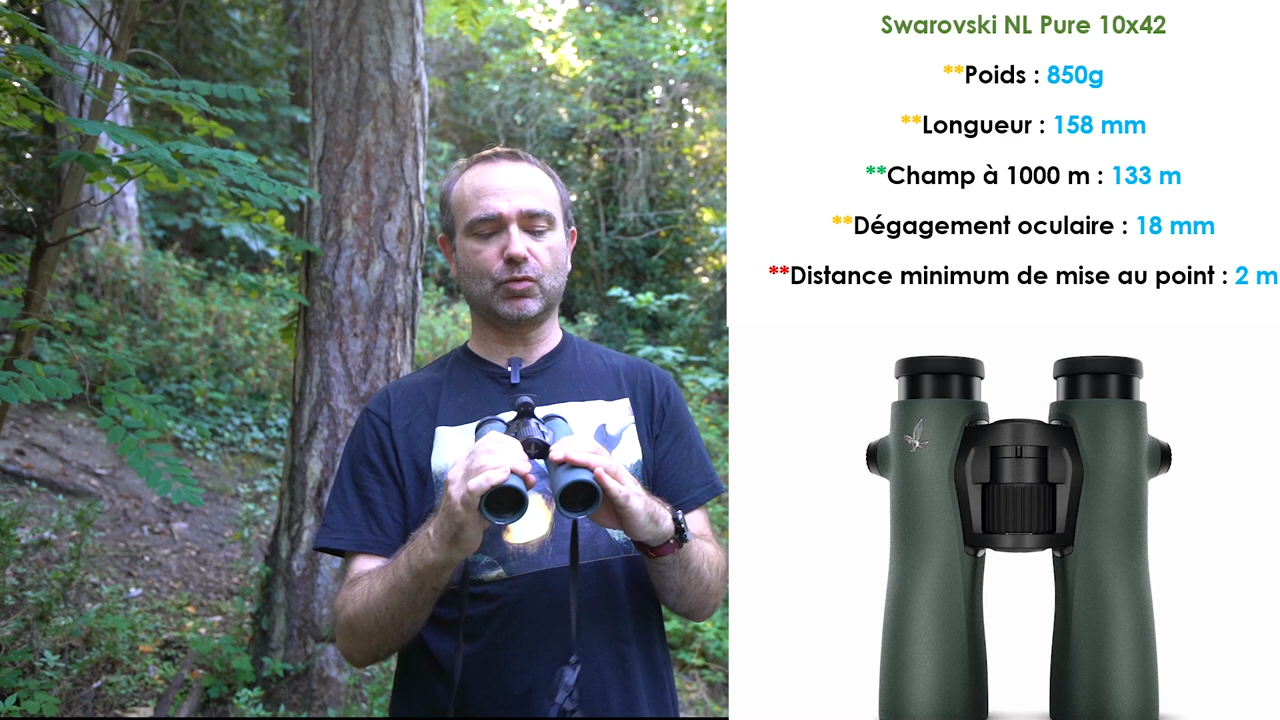 Swarovski NL Pure 10x42
**Poids : 850g
**Longueur : 158 mm
**Champ à 1000 m : 133 m
**Dégagement oculaire : 18 mm
**Distance minimum de mise au point : 2 m